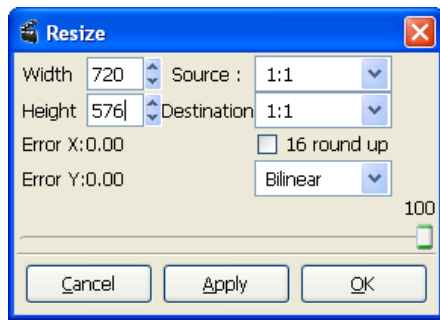 Resize
Width 720 Source : 1:1
Height 576 Destination 1:1
Error X:0.00 16 round up
Error Y:0.00 Bilinear
100
Cancel Apply OK